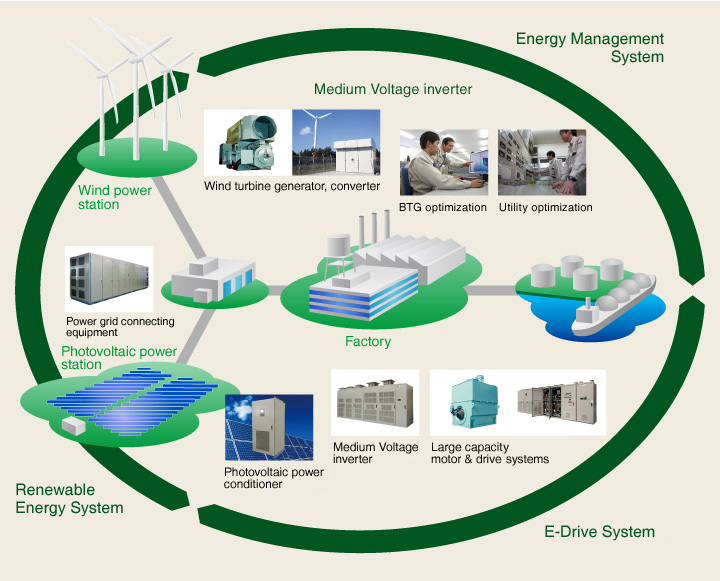 Energy Management
System
Medium Voltage inverter
Wind turbine generator, converter
BTG optimization
Utility optimization
Wind power
station
Power grid connecting
equipment
Photovoltaic power
station
Factory
Photovoltaic power
conditioner
Medium Voltage
inverter
Large capacity
motor & drive systems
Renewable
Energy System
E-Drive System